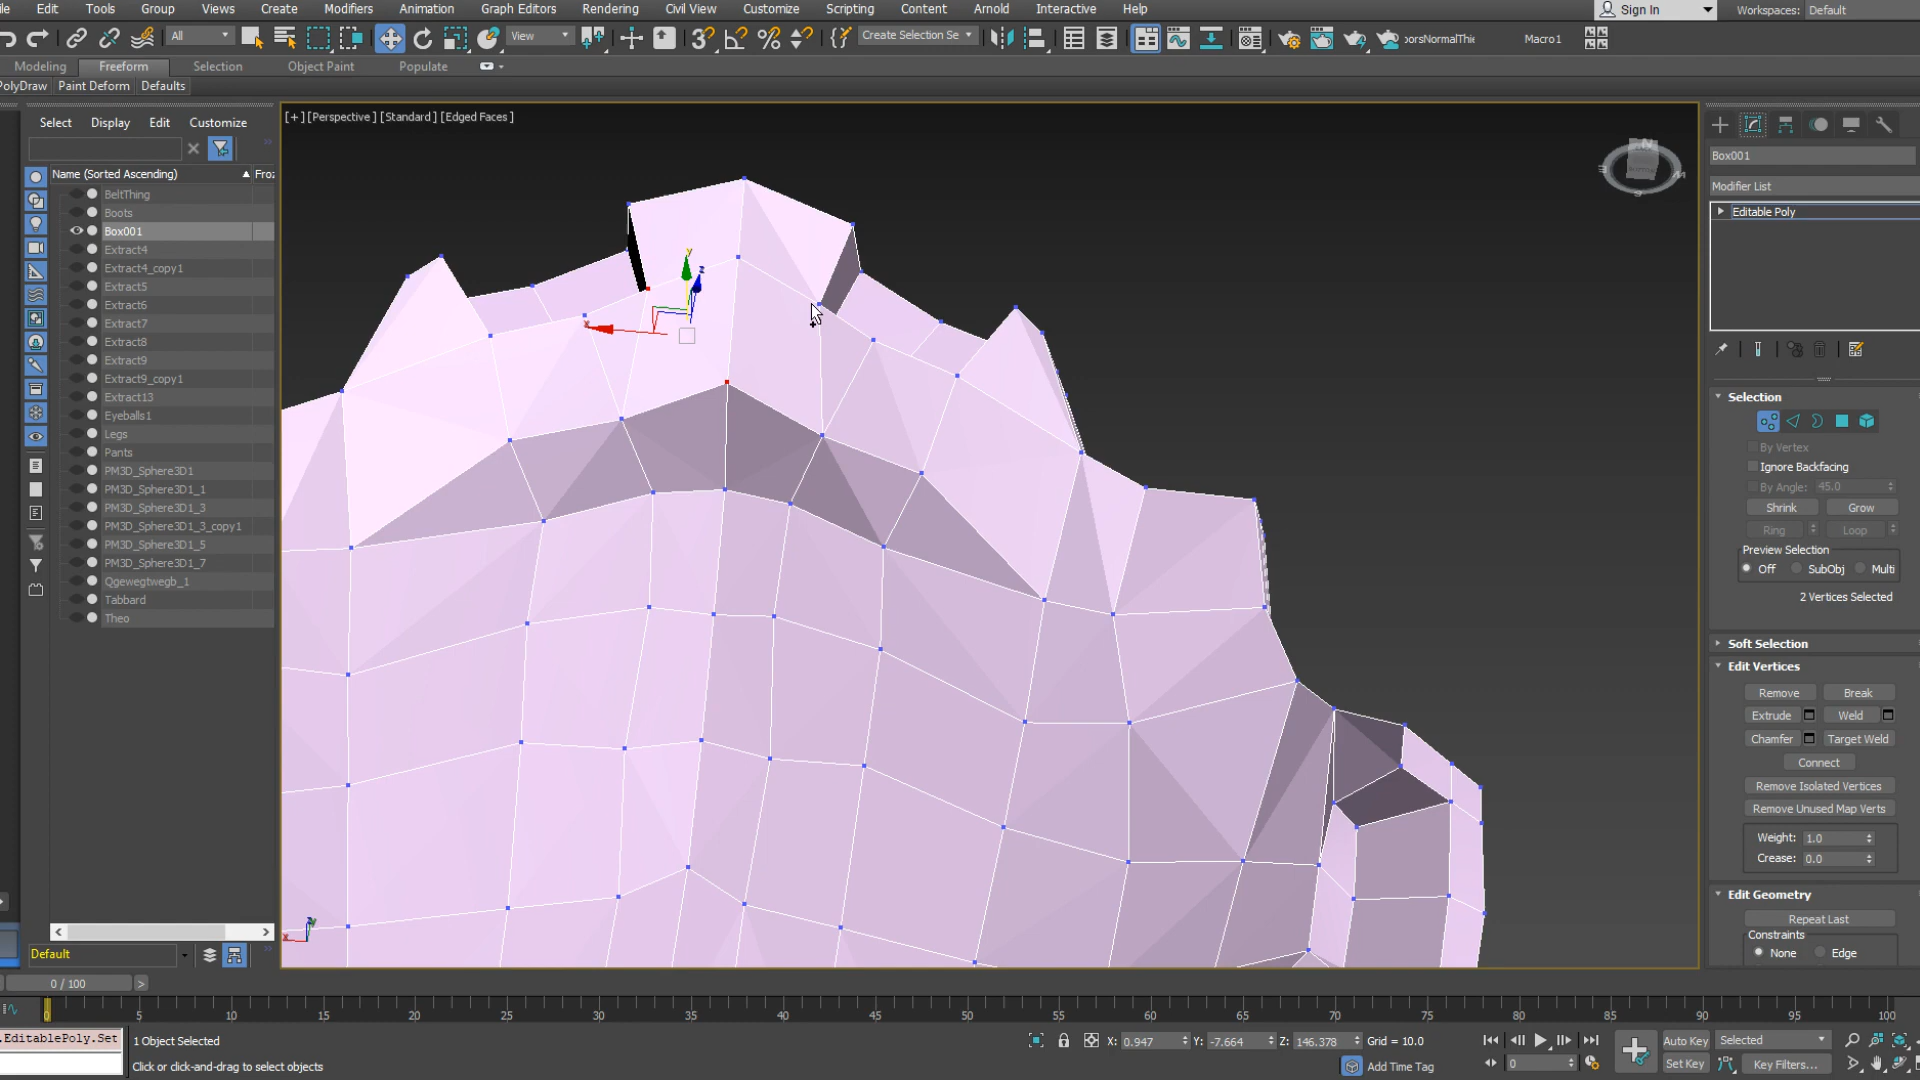 Edit Tools Group Views Create Modifiers Animation Graph Editors Rendering Civil View Customize Scripting Content Arnold Interactive Help Sign In Workspaces: Default
All View Create Selection Se oorsNormalThie Macro1
Modeling Freeform Selection Object Paint Populate
PolyDraw Paint Deform Defaults
Select Display Edit Customize
[+] [Perspective] [Standard] [Edged Faces]
Name (Sorted Ascending) Froz
BeltThing
Boots
Box001
Extract4
Extract4_copy1
Extract5
Extract6
Extract7
Extract8
Extract9
Extract9_copy1
Extract13
Eyeballs1
Legs
Pants
PM3D_Sphere3D1
PM3D_Sphere3D1_1
PM3D_Sphere3D1_3
PM3D_Sphere3D1_3_copy1
PM3D_Sphere3D1_5
PM3D_Sphere3D1_7
Qgewegtwegb_1
Tabbard
Theo
Default
Box001
Modifier List
Editable Poly
Selection
By Vertex
Ignore Backfacing
By Angle: 45.0
Shrink Grow
Ring Loop
Preview Selection
Off SubObj Multi
2 Vertices Selected
Soft Selection
Edit Vertices
Remove Break
Extrude Weld
Chamfer Target Weld
Connect
Remove Isolated Vertices
Remove Unused Map Verts
Weight: 1.0
Crease: 0.0
Edit Geometry
Repeat Last
Constraints
None Edge
0 / 100
0 5 10 15 20 25 30 35 40 45 50 55 60 65 70 75 80 85 90 95 100
.EditablePoly.Set
1 Object Selected
Click or click-and-drag to select objects
X: 0.947 Y: -7.664 Z: 146.378 Grid = 10.0
Add Time Tag
0
Auto Key Selected
Set Key Key Filters...